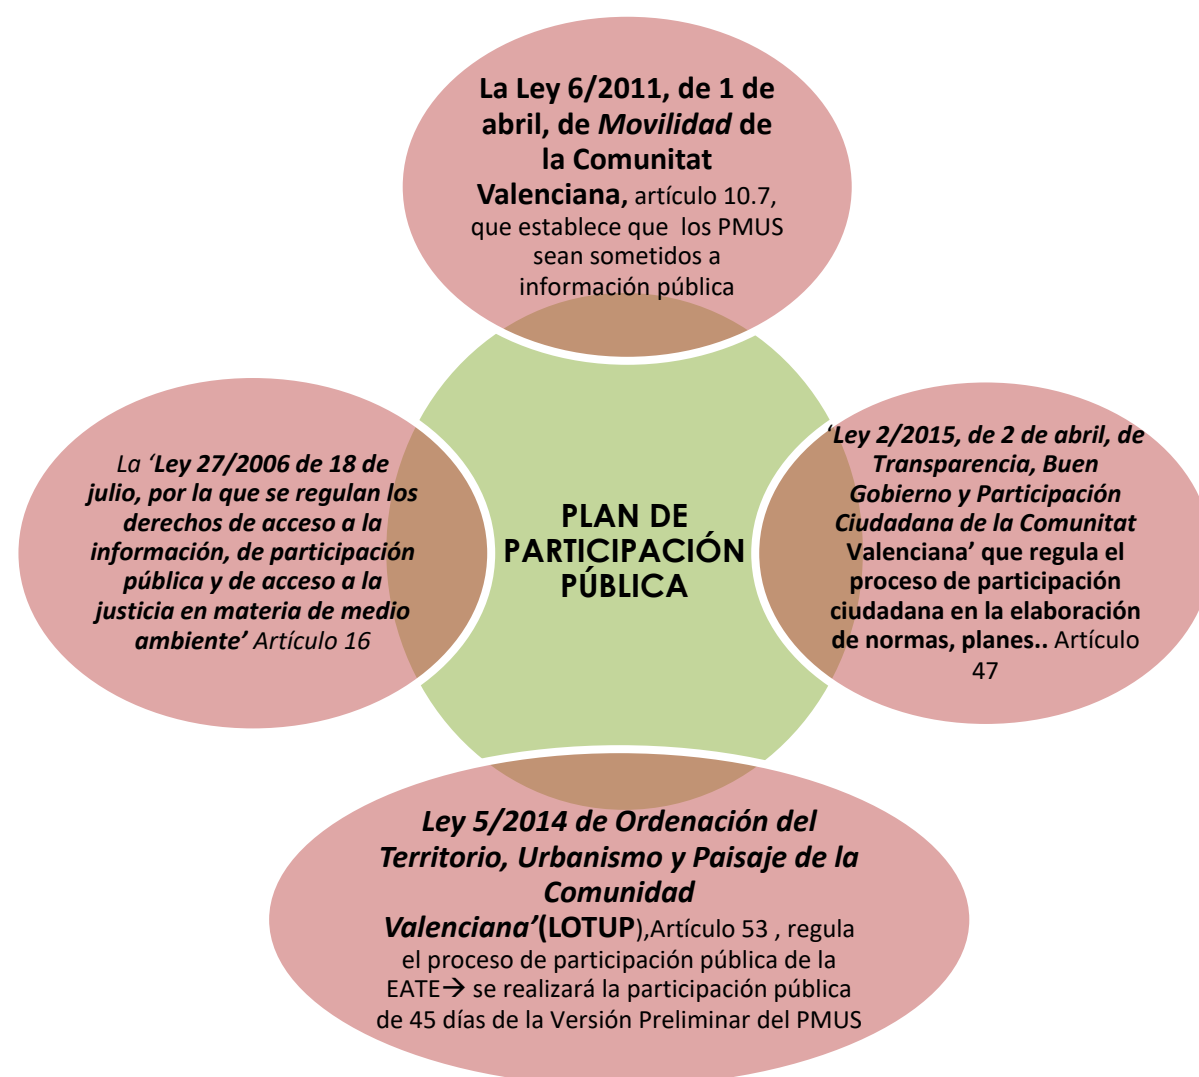 La Ley 6/2011, de 1 de
abril, de Movilidad de
la Comunitat
Valenciana, artículo 10.7,
que establece que  los PMUS
sean sometidos a
información pública
La ‘Ley 27/2006 de 18 de
julio, por la que se regulan los
derechos de acceso a la
información, de participación
pública y de acceso a la
justicia en materia de medio
ambiente’ Artículo 16
PLAN DE
PARTICIPACIÓN
PÚBLICA
‘Ley 2/2015, de 2 de abril, de
Transparencia, Buen
Gobierno y Participación
Ciudadana de la Comunitat
Valenciana’ que regula el
proceso de participación
ciudadana en la elaboración
de normas, planes.. Artículo
47
Ley 5/2014 de Ordenación del
Territorio, Urbanismo y Paisaje de la
Comunidad
Valenciana’(LOTUP),Artículo 53 , regula
el proceso de participación pública de la
EATE→ se realizará la participación pública
de 45 días de la Versión Preliminar del PMUS